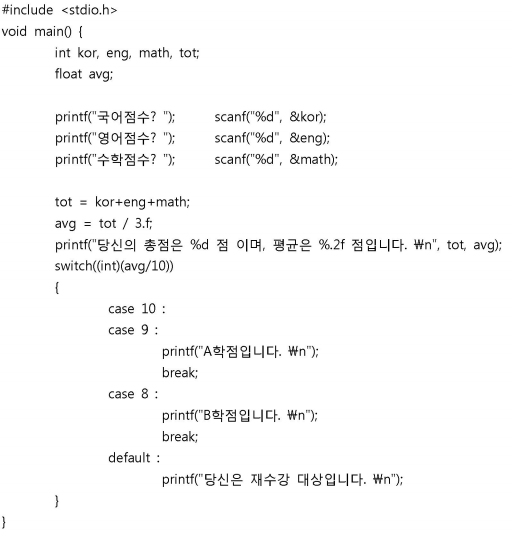 #include <stdio.h>
void main() {
int kor, eng, math, tot;
float avg;
printf("국어점수? "); scanf("%d", &kor);
printf("영어점수? "); scanf("%d", &eng);
printf("수학점수? "); scanf("%d", &math);
tot = kor+eng+math;
avg = tot / 3.f;
printf("당신의 총점은 %d 점 이며, 평균은 %.2f 점입니다. ₩n", tot, avg);
switch((int)(avg/10))
{
case 10 :
case 9 :
printf("A학점입니다. ₩n");
break;
case 8 :
printf("B학점입니다. ₩n");
break;
default :
printf("당신은 재수강 대상입니다. ₩n");
}
}